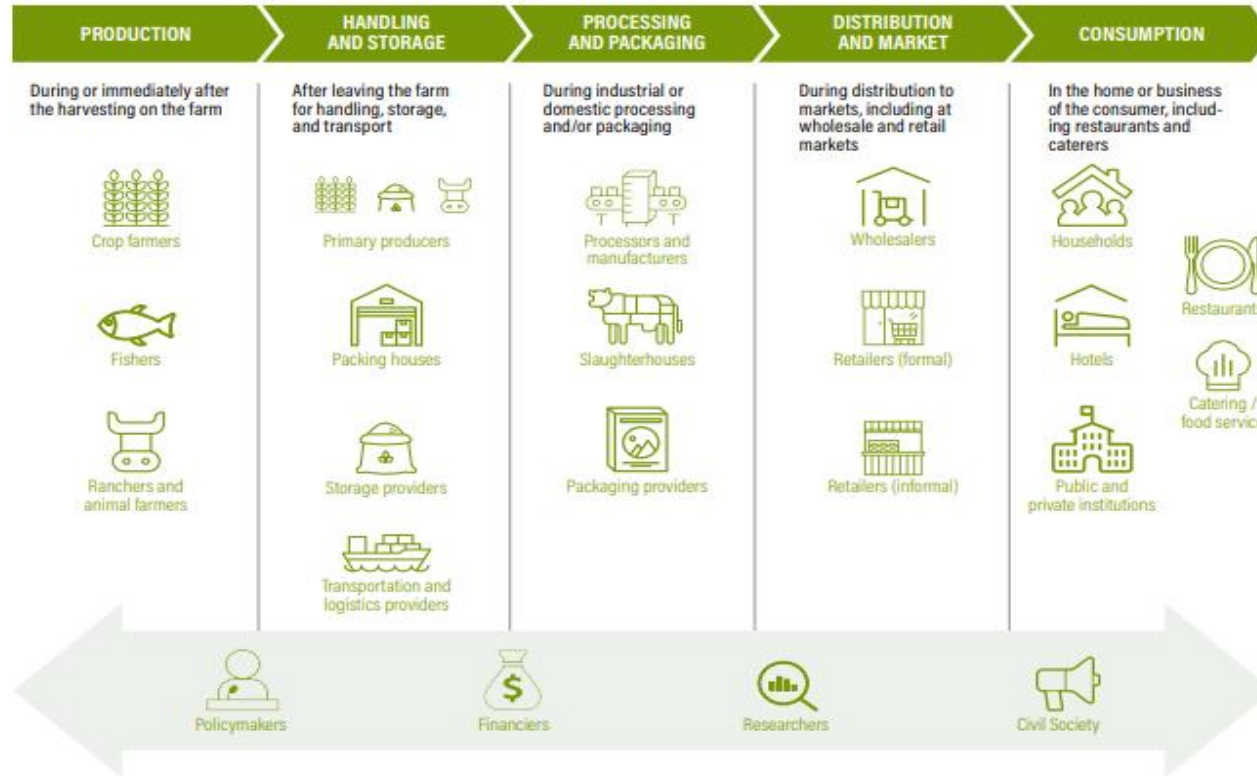 PRODUCTION
HANDLING
AND STORAGE
PROCESSING
AND PACKAGING
DISTRIBUTION
AND MARKET
CONSUMPTION
During or immediately after
the harvesting on the farm
After leaving the farm
for handling, storage,
and transport
During industrial or
domestic processing
and/or packaging
During distribution to
markets, including at
wholesale and retail
markets
In the home or business
of the consumer, includ-
ing restaurants and
caterers
Crop farmers
Fishers
Ranchers and
animal farmers
Primary producers
Packing houses
Storage providers
Transportation and
logistics providers
Processors and
manufacturers
Slaughterhouses
Packaging providers
Wholesalers
Retailers (formal)
Retailers (informal)
Households
Hotels
Public and
private institutions
Restaurant
Catering /
food servic
Policymakers
$
Financiers
Researchers
Civil Society